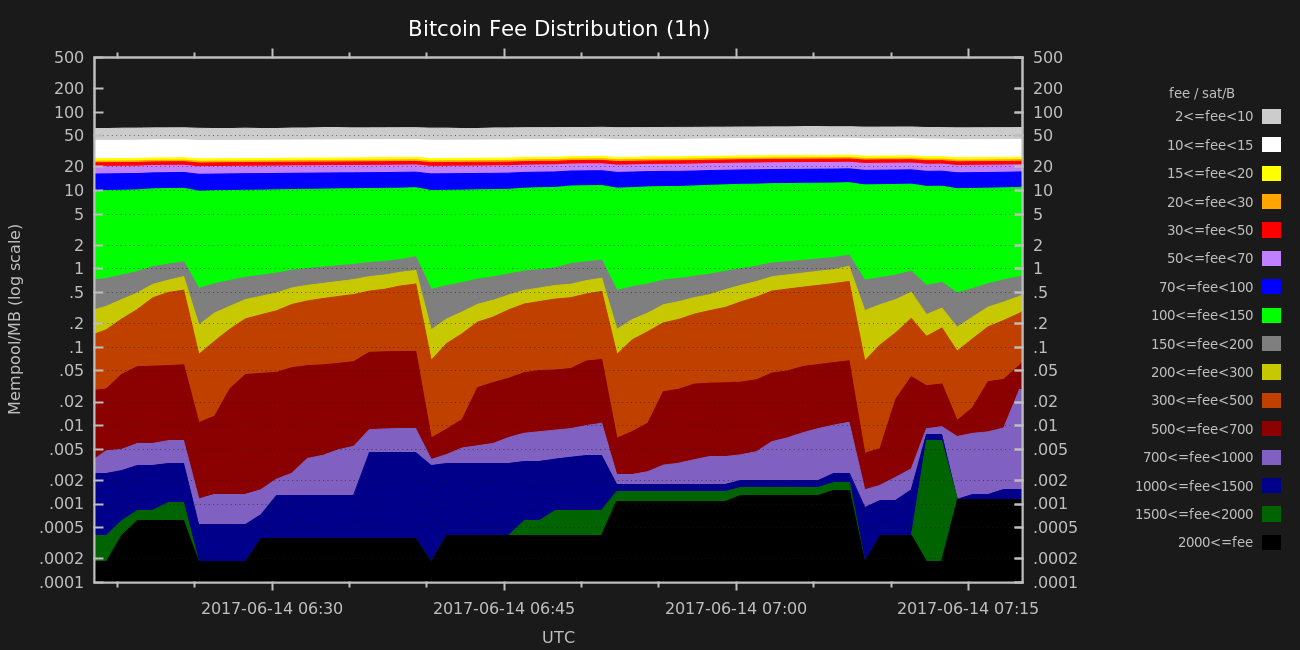 Bitcoin Fee Distribution (1h)
Mempool/MB (log scale)
500
200
100
50
20
10
5
2
1
.5
.2
.1
.05
.02
.01
.005
.002
.001
.0005
.0002
.0001
500
200
100
50
20
10
5
2
1
.5
.2
.1
.05
.02
.01
.005
.002
.001
.0005
.0002
.0001
2017-06-14 06:30
2017-06-14 06:45
2017-06-14 07:00
2017-06-14 07:15
UTC
fee / sat/B
2<=fee<10
10<=fee<15
15<=fee<20
20<=fee<30
30<=fee<50
50<=fee<70
70<=fee<100
100<=fee<150
150<=fee<200
200<=fee<300
300<=fee<500
500<=fee<700
700<=fee<1000
1000<=fee<1500
1500<=fee<2000
2000<=fee